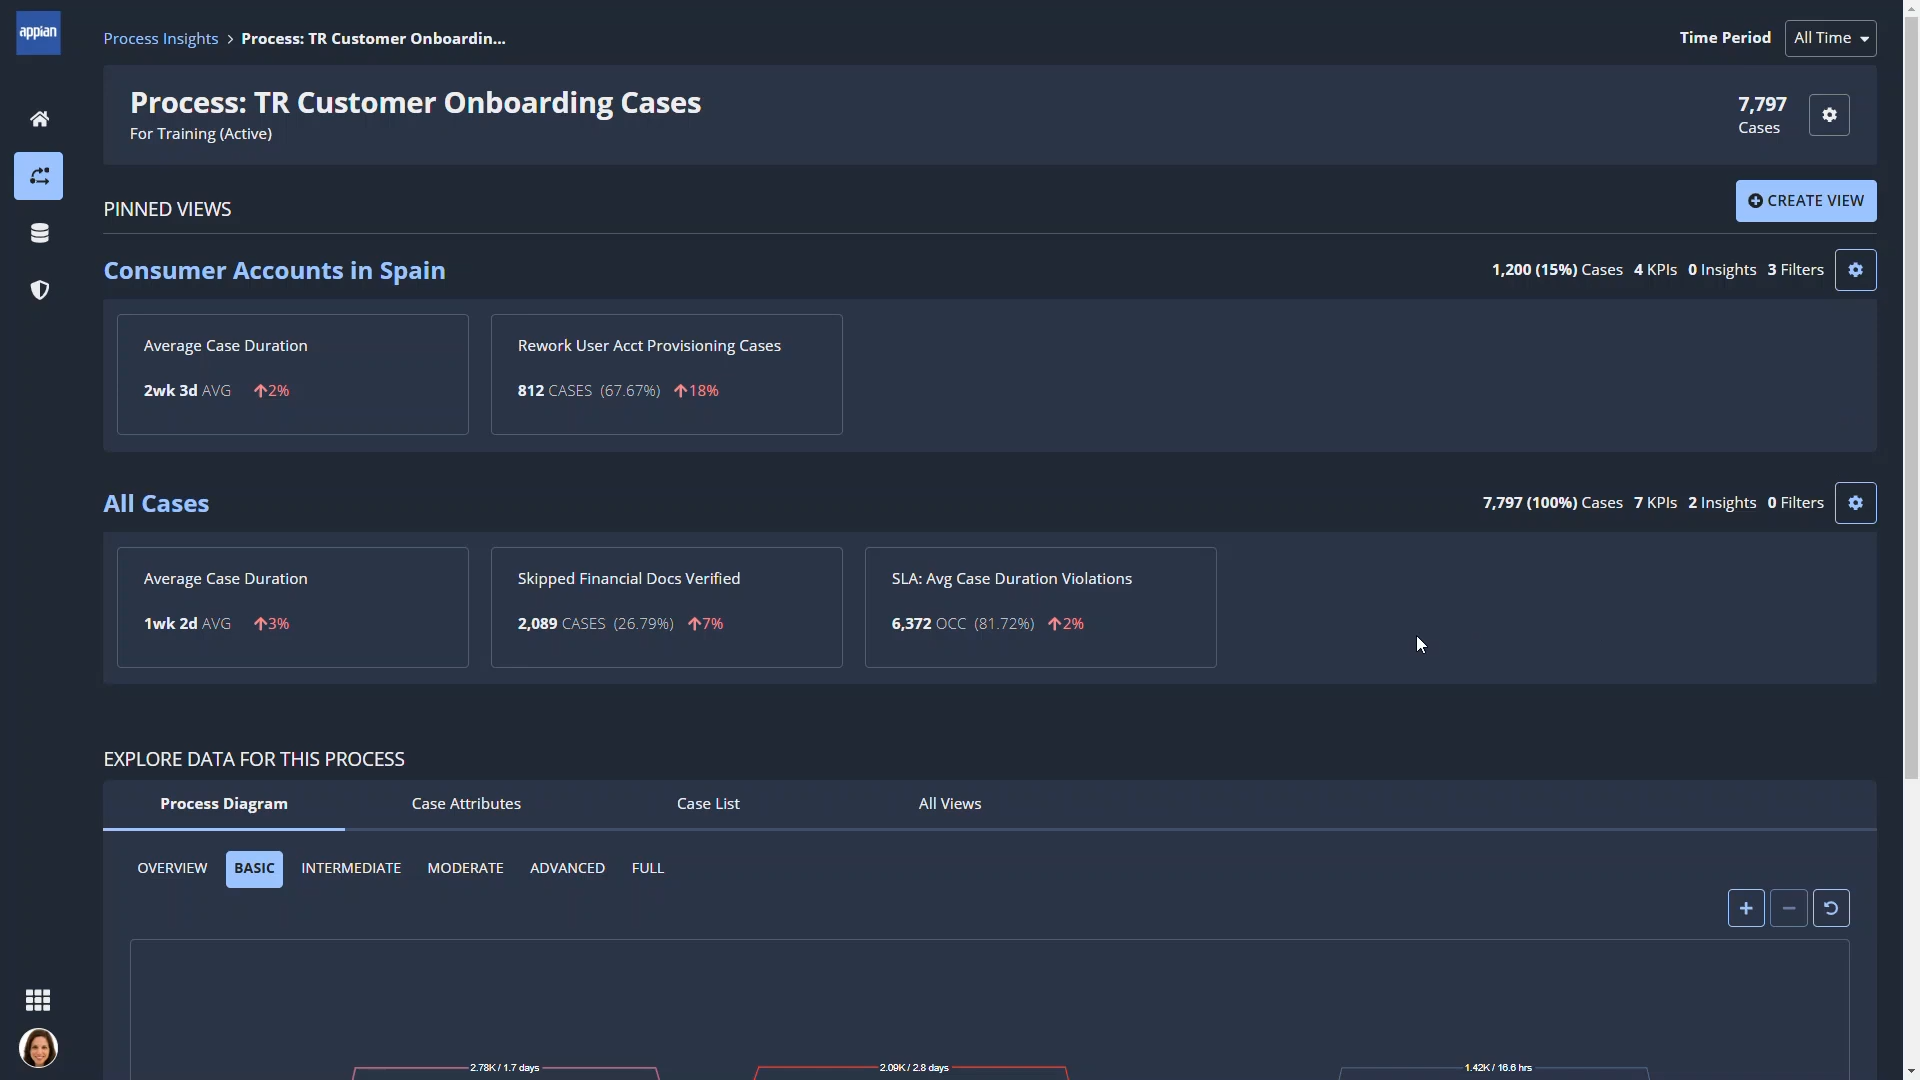 appian
Process Insights > Process: TR Customer Onboardin...
Time Period All Time
Process: TR Customer Onboarding Cases
For Training (Active)
7,797
Cases
PINNED VIEWS
CREATE VIEW
Consumer Accounts in Spain
1,200 (15%) Cases 4 KPIs 0 Insights 3 Filters
Average Case Duration
2wk 3d AVG 2%
Rework User Acct Provisioning Cases
812 CASES (67.67%) 18%
All Cases
7,797 (100%) Cases 7 KPIs 2 Insights 0 Filters
Average Case Duration
1wk 2d AVG 3%
Skipped Financial Docs Verified
2,089 CASES (26.79%) 7%
SLA: Avg Case Duration Violations
6,372 OCC (81.72%) 2%
EXPLORE DATA FOR THIS PROCESS
Process Diagram Case Attributes Case List All Views
OVERVIEW BASIC INTERMEDIATE MODERATE ADVANCED FULL
2.78K / 1.7 days 2.09K / 2.8 days 1.42K / 16.6 hrs